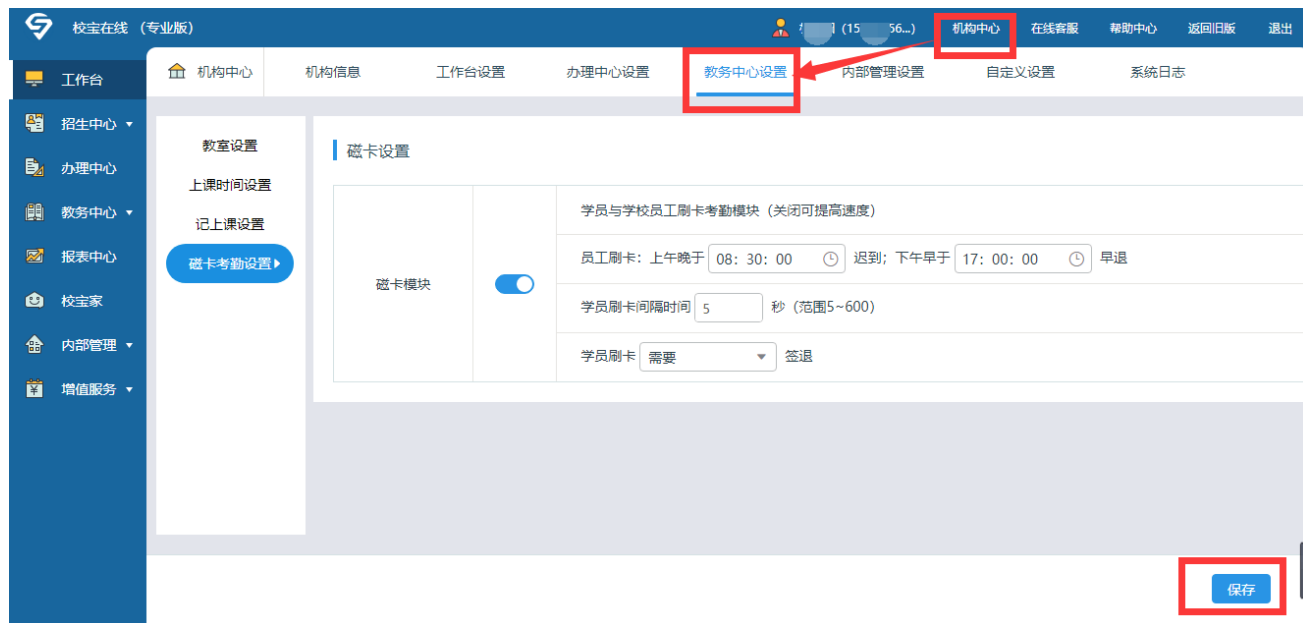 校宝在线（专业版）
(15 56...)
机构中心
在线客服
帮助中心
返回旧版
退出
工作台
招生中心
办理中心
教务中心
报表中心
校宝家
内部管理
增值服务
机构中心
机构信息
工作台设置
办理中心设置
教务中心设置
内部管理设置
自定义设置
系统日志
教室设置
上课时间设置
记上课设置
磁卡考勤设置
磁卡设置
磁卡模块
学员与学校员工刷卡考勤模块（关闭可提高速度）
员工刷卡：上午晚于 08: 30: 00 迟到；下午早于 17: 00: 00 早退
学员刷卡间隔时间 5 秒（范围5~600）
学员刷卡 需要 签退
保存